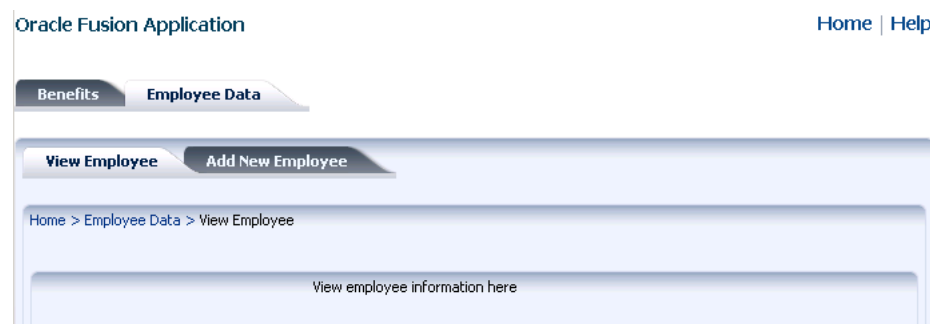 Oracle Fusion Application
Home | Help
Benefits Employee Data
View Employee Add New Employee
Home > Employee Data > View Employee
View employee information here